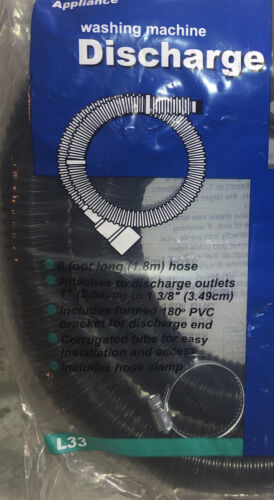 Appliance
washing machine
Discharge
6 foot long (1.8m) hose
Attaches to discharge outlets
1" (2.54cm) to 1 3/8" (3.49cm)
Includes formed 180º PVC
bracket for discharge end
Corrugated tube for easy
installation and access
Includes hose clamp
L33